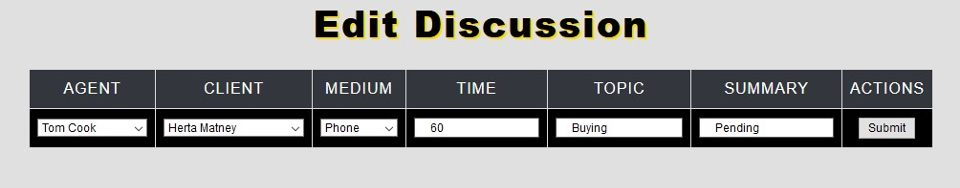 Edit Discussion
AGENT CLIENT MEDIUM TIME TOPIC SUMMARY ACTIONS
Tom Cook Herta Matney Phone 60 Buying Pending Submit